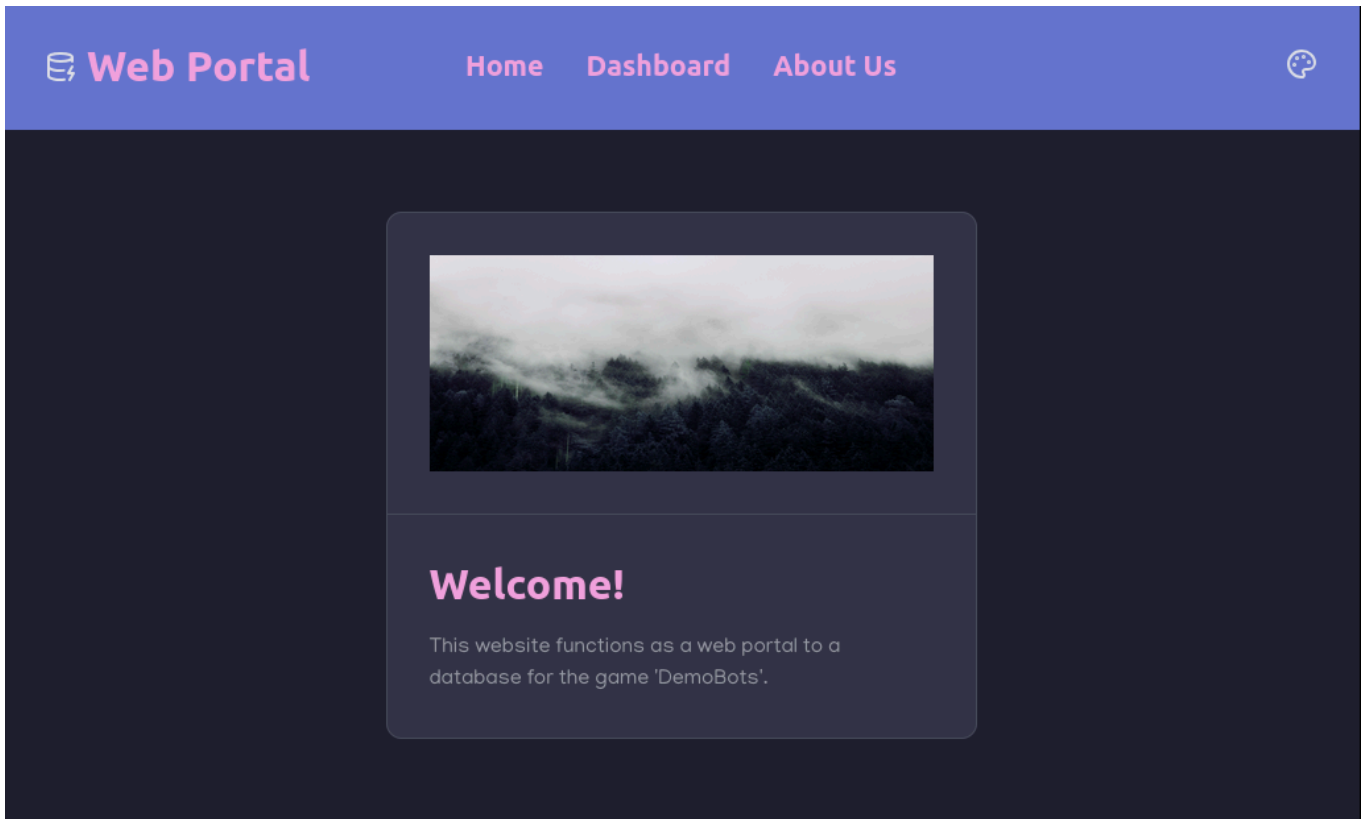 Web Portal
Home Dashboard About Us
Welcome!
This website functions as a web portal to a
database for the game 'DemoBots'.